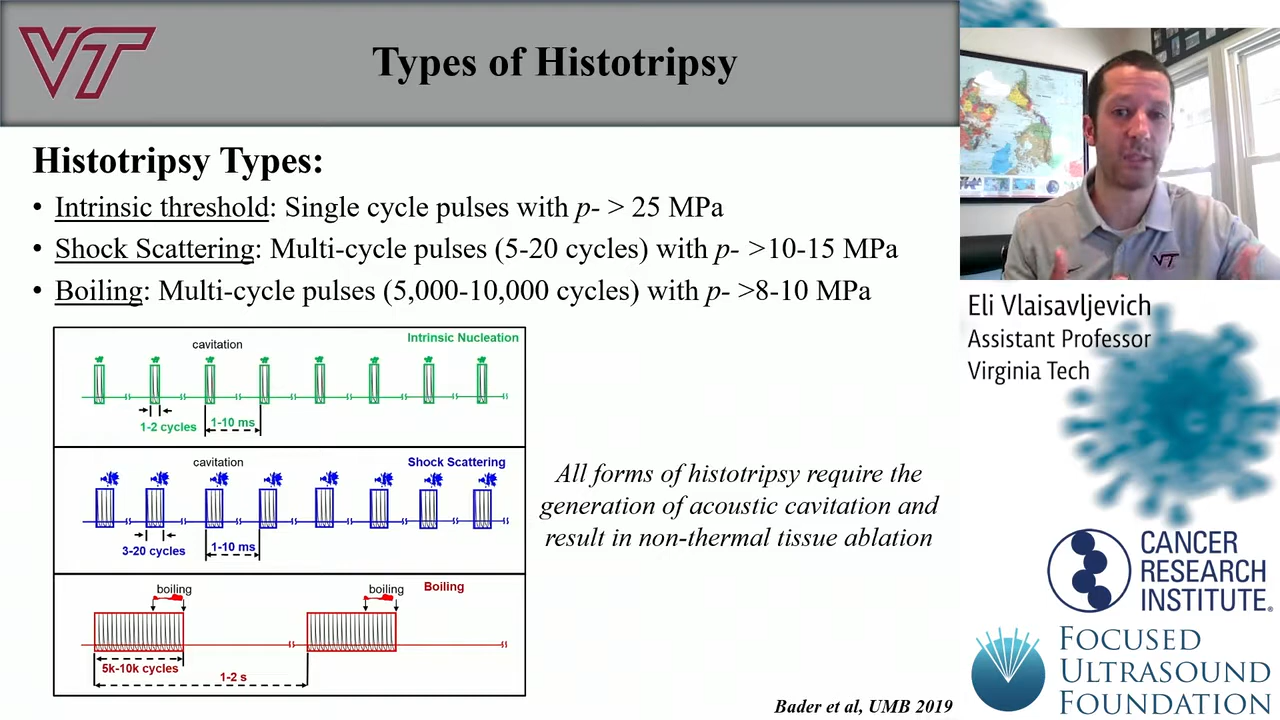 VT
Types of Histotripsy
Histotripsy Types:
• Intrinsic threshold: Single cycle pulses with p- > 25 MPa
• Shock Scattering: Multi-cycle pulses (5-20 cycles) with p- >10-15 MPa
• Boiling: Multi-cycle pulses (5,000-10,000 cycles) with p- >8-10 MPa
cavitation
Intrinsic Nucleation
1-2 cycles
1-10 ms
cavitation
Shock Scattering
3-20 cycles
1-10 ms
boiling
boiling
Boiling
5k-10k cycles
1-2 s
All forms of histotripsy require the
generation of acoustic cavitation and
result in non-thermal tissue ablation
Bader et al, UMB 2019
VT
Eli Vlaisavljevich
Assistant Professor
Virginia Tech
CANCER
RESEARCH
INSTITUTE®
FOCUSED
ULTRASOUND
FOUNDATION